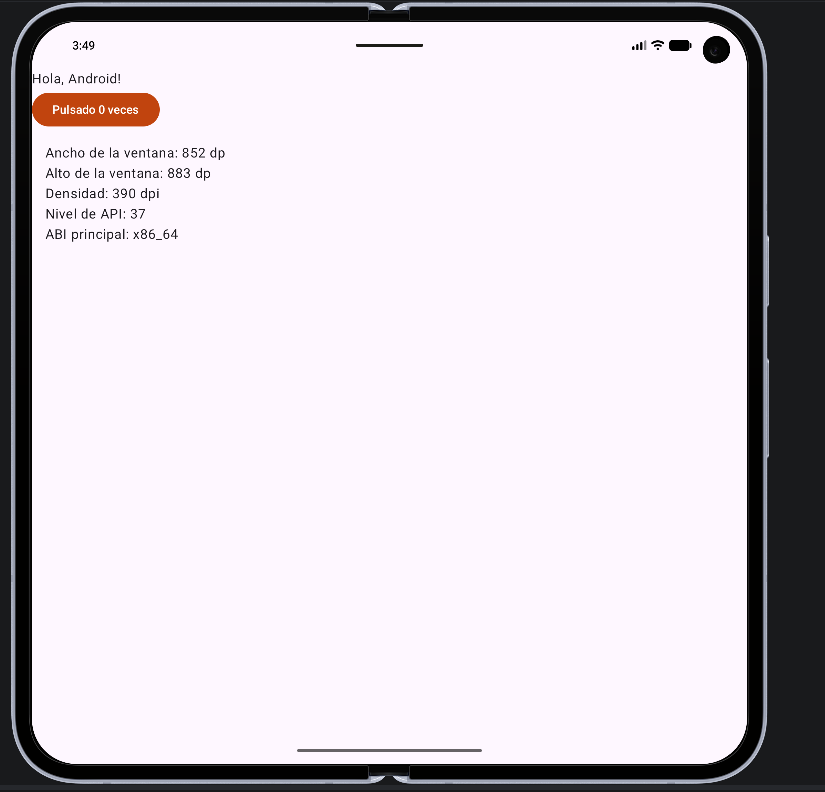 3:49
Hola, Android!
Pulsado 0 veces
Ancho de la ventana: 852 dp
Alto de la ventana: 883 dp
Densidad: 390 dpi
Nivel de API: 37
ABI principal: x86_64